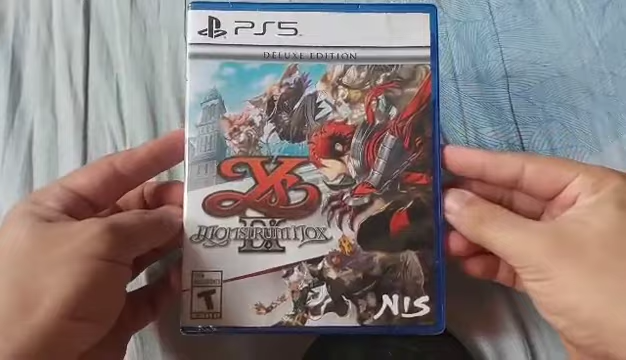 PS5
DELUXE EDITION
Ys
IX
MONSTRUM NOX
T
NIS